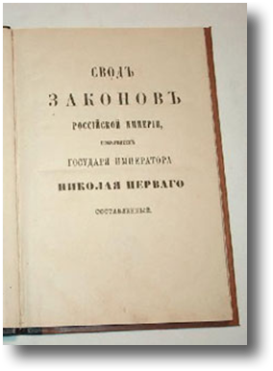 СВОДЪ
ЗАКОНОВЪ
РОССІЙСКОЙ ИМПЕРІИ,
ГОСУДАРЯ ИМПЕРАТОРА
НИКОЛАЯ ПЕРВАГО
СОСТАВЛЕННЫЙ.